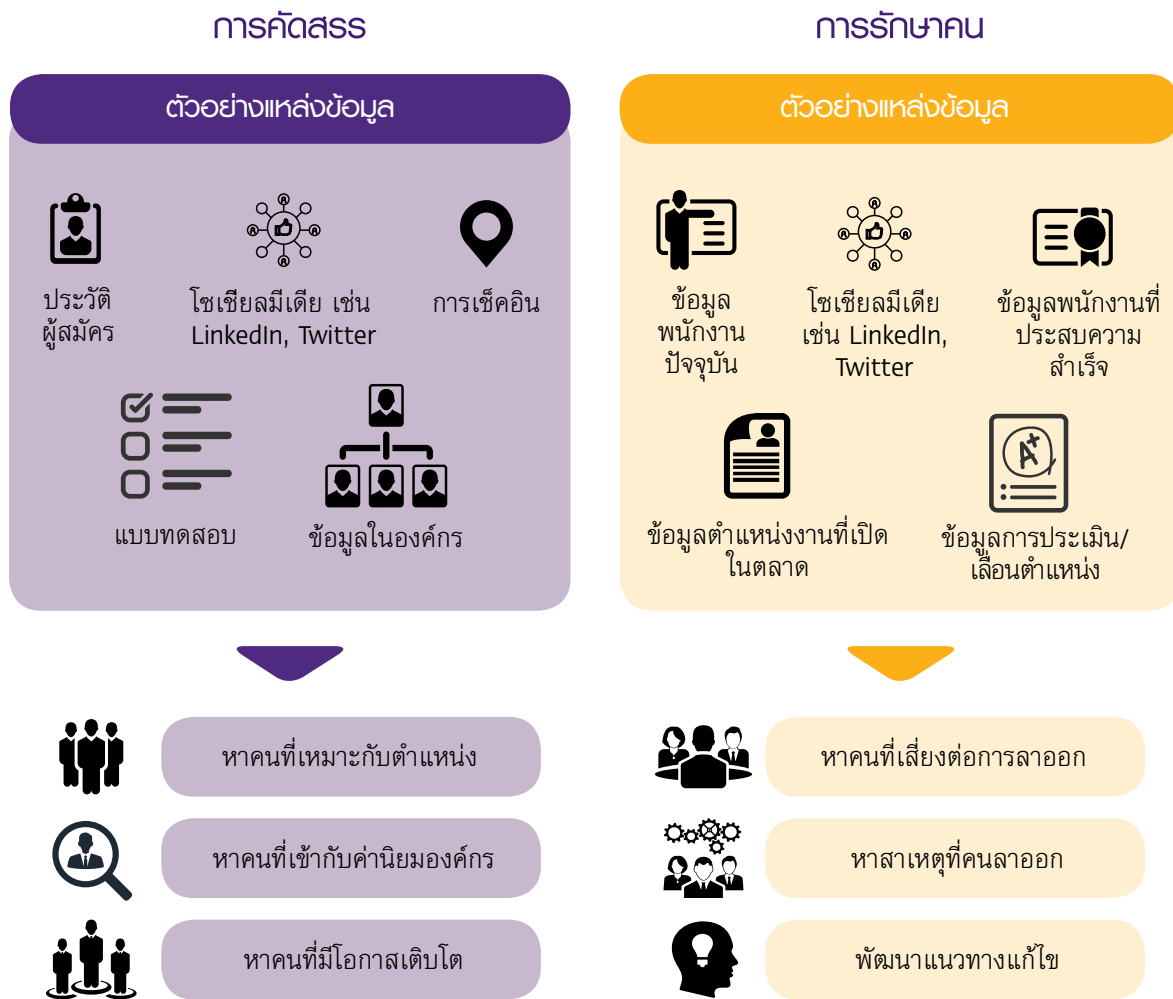 การคัดสรร
ตัวอย่างแหล่งข้อมูล
ประวัติ
ผู้สมัคร
โซเชียลมีเดีย เช่น
LinkedIn, Twitter
การเช็คอิน
แบบทดสอบ
ข้อมูลในองค์กร
หาคนที่เหมาะกับตำแหน่ง
หาคนที่เข้ากับค่านิยมองค์กร
หาคนที่มีโอกาสเติบโต
การรักษาคน
ตัวอย่างแหล่งข้อมูล
ข้อมูล
พนักงาน
ปัจจุบัน
โซเชียลมีเดีย
เช่น LinkedIn,
Twitter
ข้อมูลพนักงานที่
ประสบความ
สำเร็จ
A+
ข้อมูลตำแหน่งงานที่เปิด
ในตลาด
ข้อมูลการประเมิน/
เลื่อนตำแหน่ง
หาคนที่เสี่ยงต่อการลาออก
หาสาเหตุที่คนลาออก
พัฒนาแนวทางแก้ไข